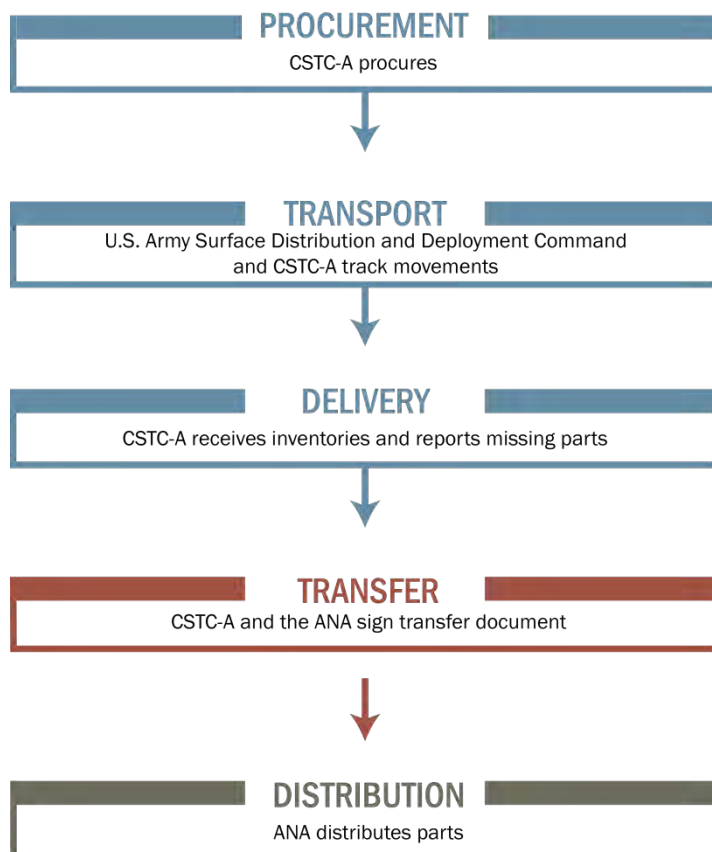 PROCUREMENT
CSTC-A procures
TRANSPORT
U.S. Army Surface Distribution and Deployment Command
and CSTC-A track movements
DELIVERY
CSTC-A receives inventories and reports missing parts
TRANSFER
CSTC-A and the ANA sign transfer document
DISTRIBUTION
ANA distributes parts